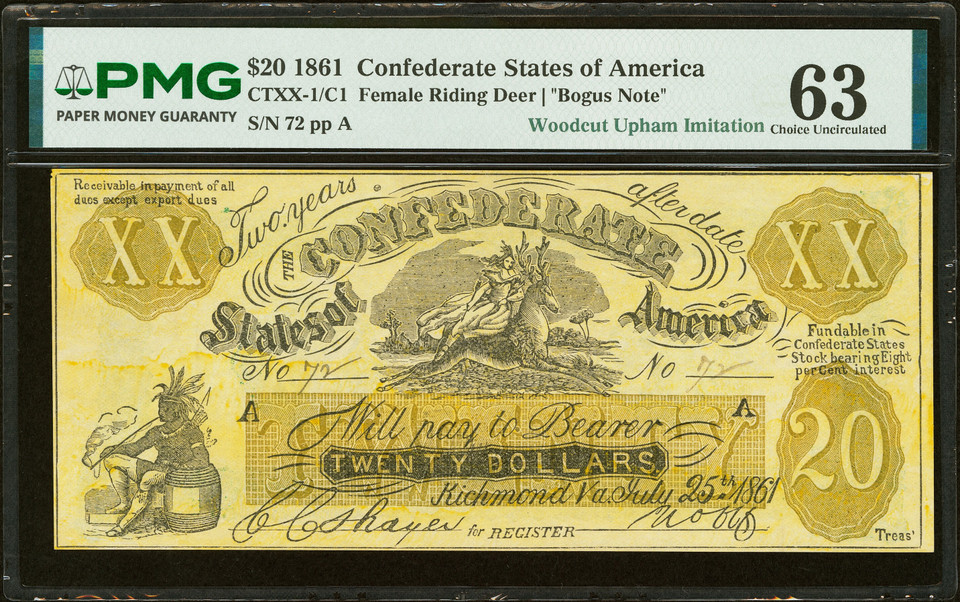 PMG
PAPER MONEY GUARANTY
$20 1861 Confederate States of America
CTXX-1/C1 Female Riding Deer | "Bogus Note"
S/N 72 pp A
Woodcut Upham Imitation
63
Choice Uncirculated
Receivable in payment of all
dues except export dues
XX
Two years
after date
XX
THE CONFEDERATE
States of
America
No 72
No 72
Fundable in
Confederate States
Stock bearing Eight
per Cent interest
A
A
Will pay to Bearer
TWENTY DOLLARS
20
Richmond Va. July 25th 1861
for REGISTER
Treas'